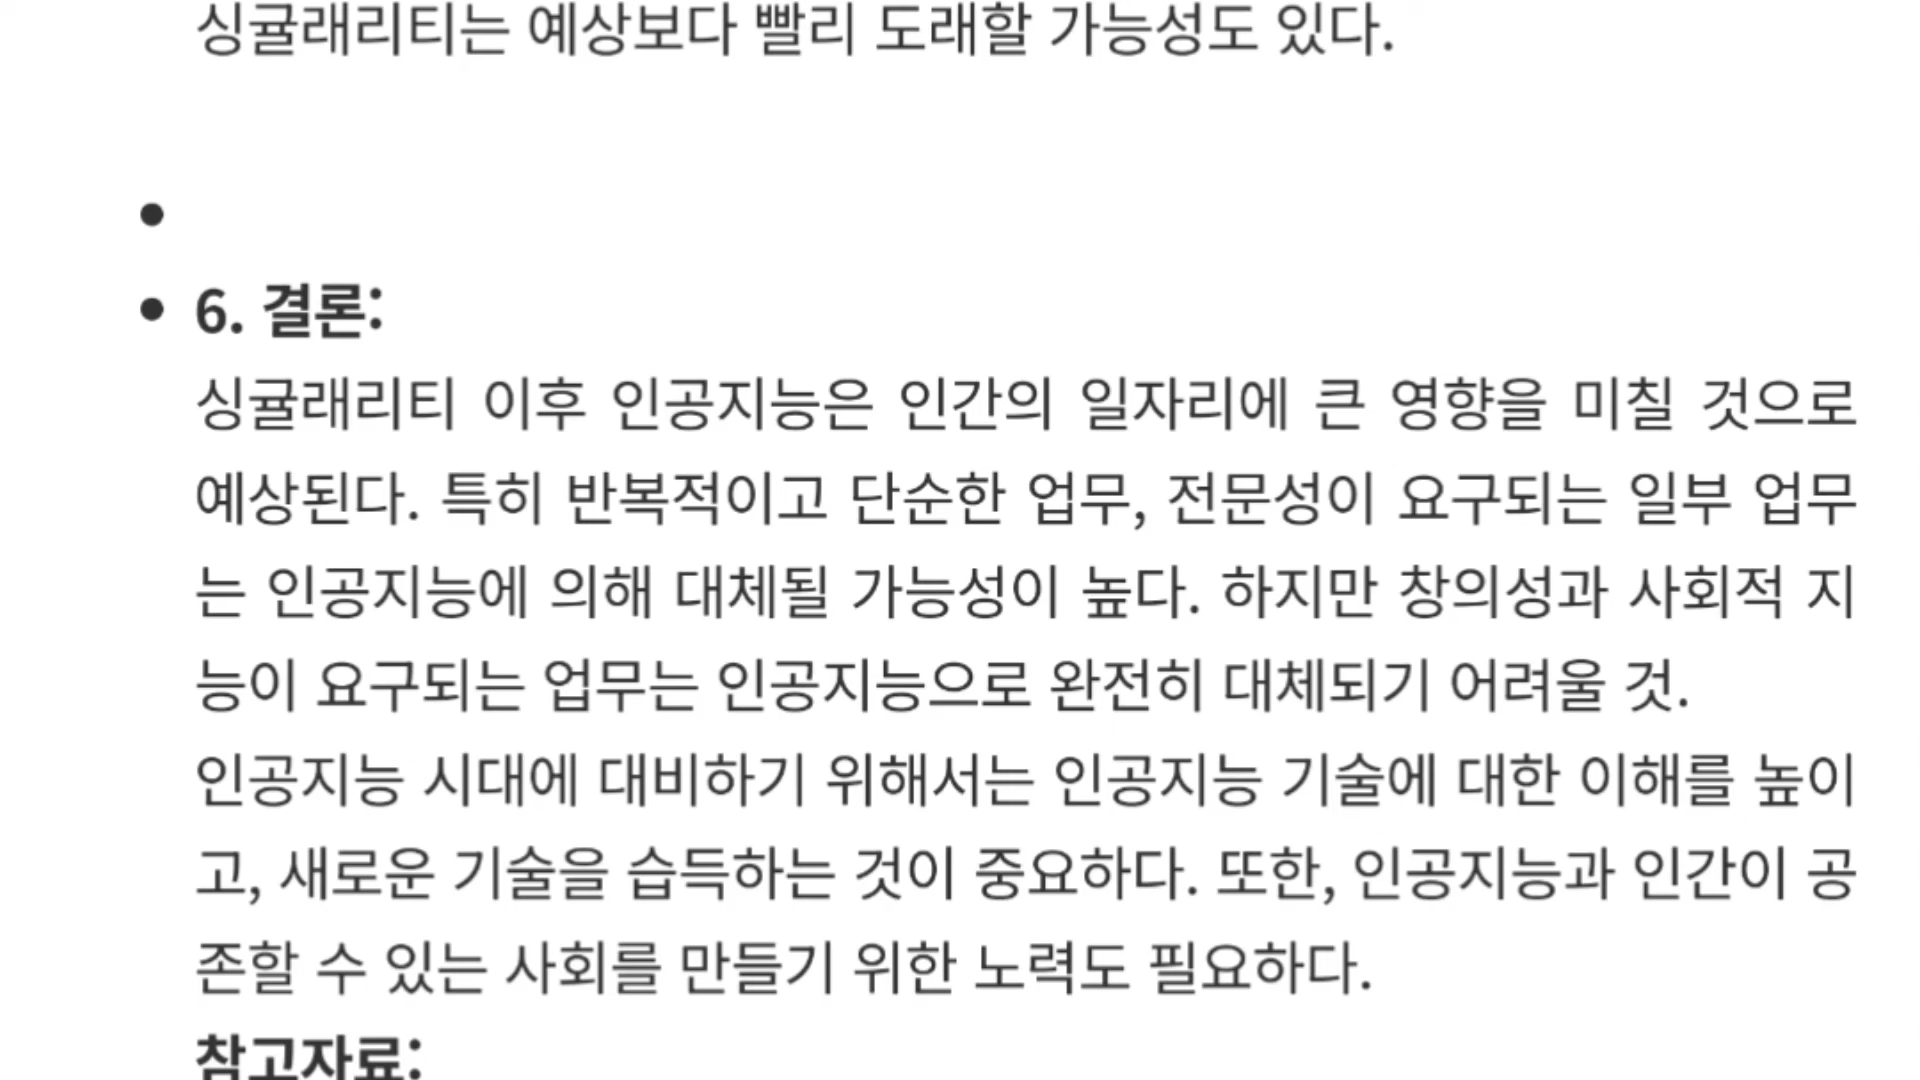 싱귤래리티는 예상보다 빨리 도래할 가능성도 있다.
6. 결론:
싱귤래리티 이후 인공지능은 인간의 일자리에 큰 영향을 미칠 것으로
예상된다. 특히 반복적이고 단순한 업무, 전문성이 요구되는 일부 업무
는 인공지능에 의해 대체될 가능성이 높다. 하지만 창의성과 사회적 지
능이 요구되는 업무는 인공지능으로 완전히 대체되기 어려울 것.
인공지능 시대에 대비하기 위해서는 인공지능 기술에 대한 이해를 높이
고, 새로운 기술을 습득하는 것이 중요하다. 또한, 인공지능과 인간이 공
존할 수 있는 사회를 만들기 위한 노력도 필요하다.
참고자료: